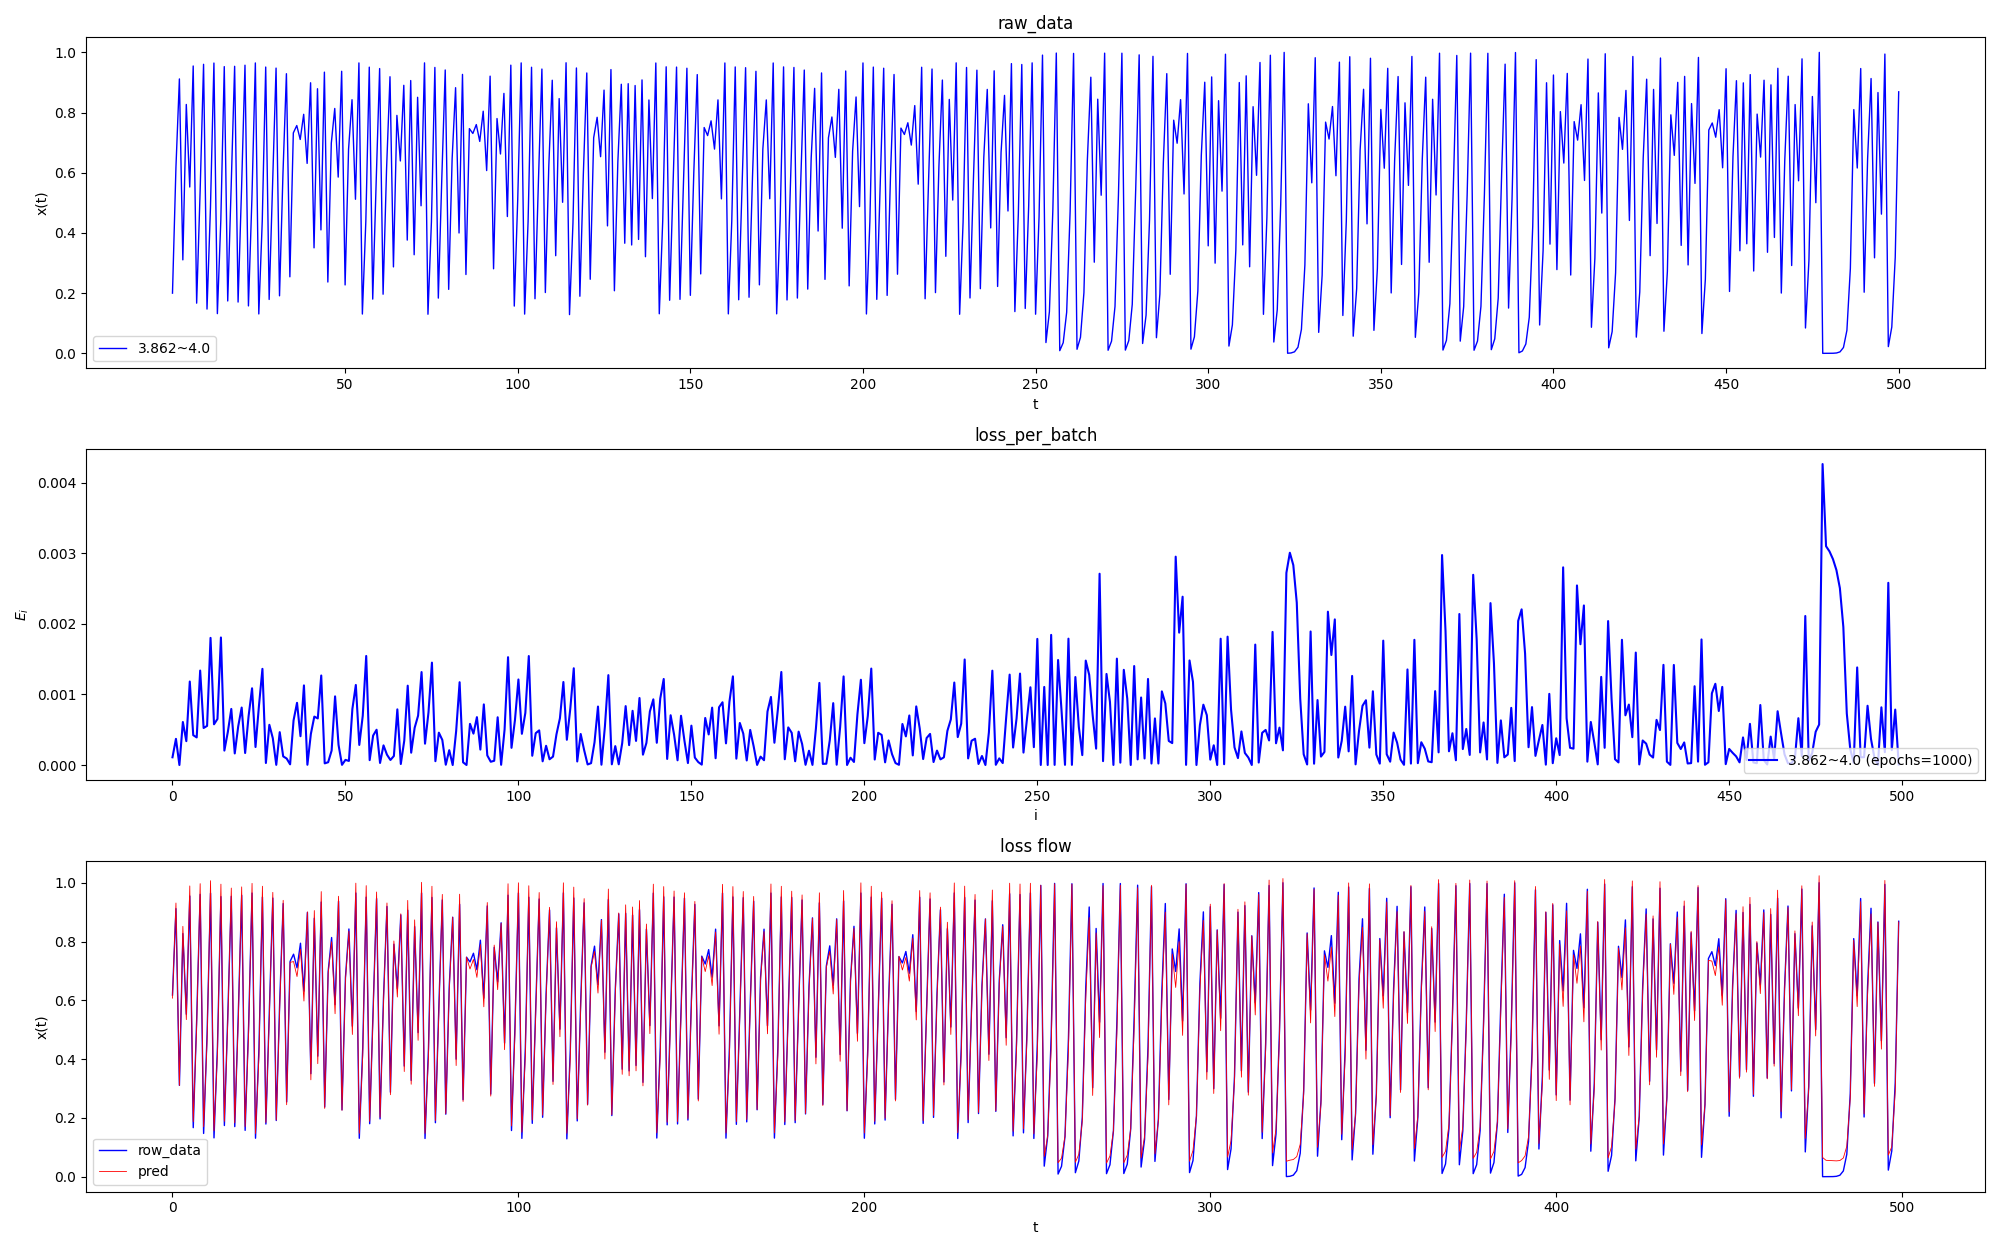 raw_data
1.0
0.8
0.6
0.4
0.2
0.0
x(t)
3.862~4.0
50 100 150 200 250 300 350 400 450 500
t
loss_per_batch
0.004
0.003
0.002
0.001
0.000
E_i
3.862~4.0 (epochs=1000)
0 50 100 150 200 250 300 350 400 450 500
i
loss flow
1.0
0.8
0.6
0.4
0.2
0.0
x(t)
row_data
pred
0 100 200 300 400 500
t